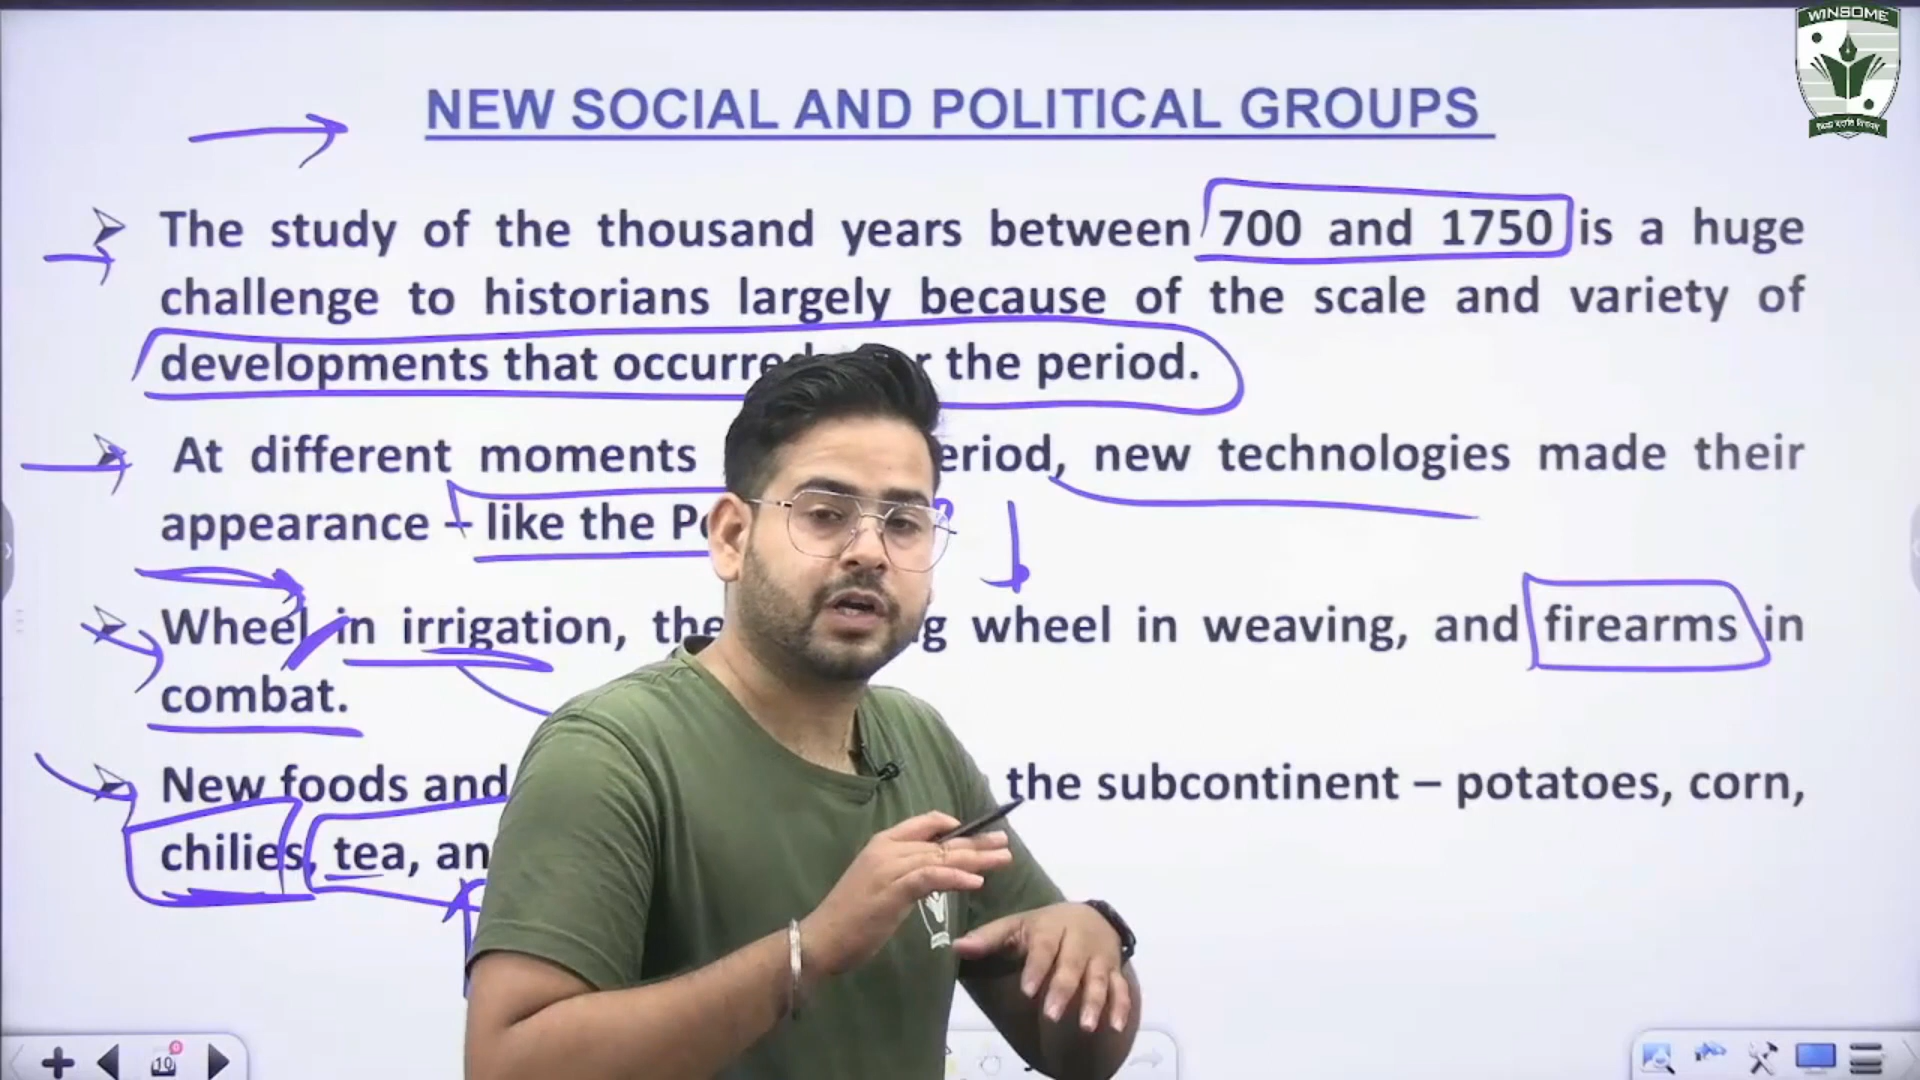 WINSOME
NEW SOCIAL AND POLITICAL GROUPS
The study of the thousand years between 700 and 1750 is a huge
challenge to historians largely because of the scale and variety of
developments that occurred the period.
At different moments period, new technologies made their
appearance – like the
Wheel in irrigation, the wheel in weaving, and firearms in
combat.
New foods and the subcontinent – potatoes, corn,
chilies, tea, an
10